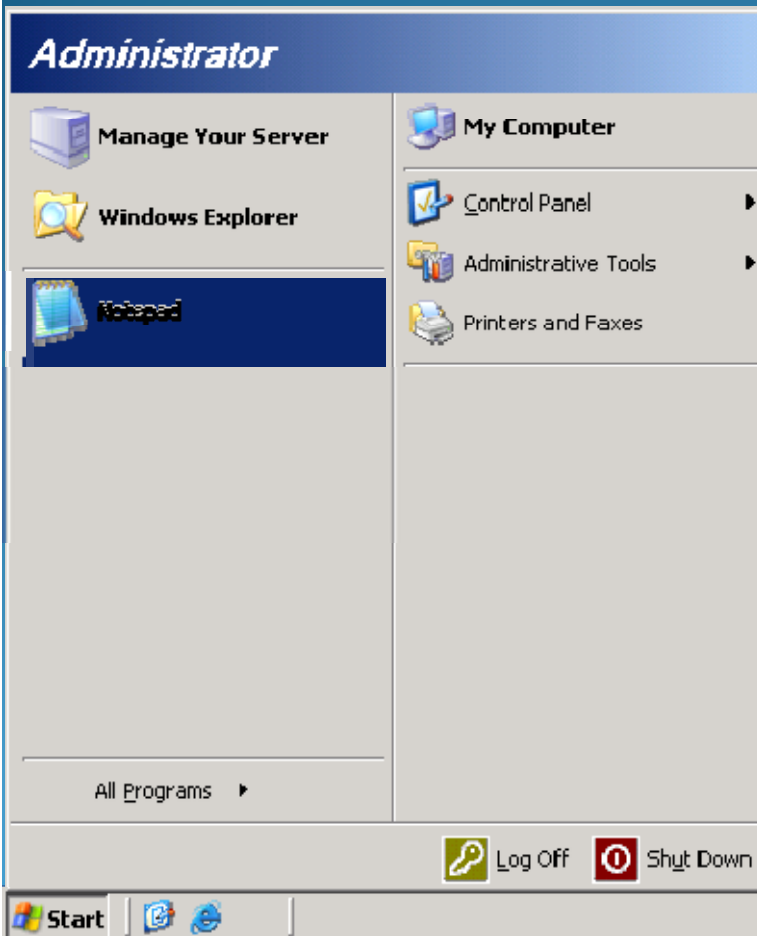 Administrator
Manage Your Server
Windows Explorer
Notepad
My Computer
Control Panel
Administrative Tools
Printers and Faxes
All Programs
Log Off
Shut Down
Start